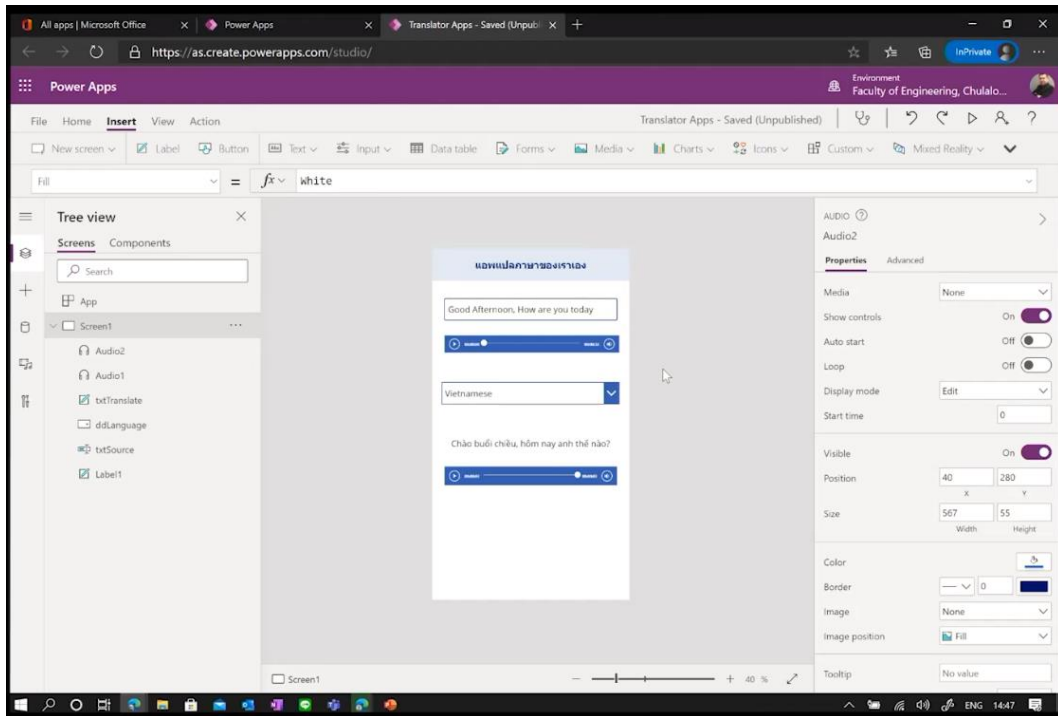 All apps | Microsoft Office
Power Apps
Translator Apps - Saved (Unpubl
https://as.create.powerapps.com/studio/
InPrivate
Power Apps
Environment
Faculty of Engineering, Chulalo...
File Home Insert View Action
Translator Apps - Saved (Unpublished)
New screen Label Button Text Input Data table Forms Media Charts Icons Custom Mixed Reality
Fill = fx White
Tree view
Screens Components
Search
App
Screen1 ...
Audio2
Audio1
txtTranslate
ddLanguage
txtSource
Label1
แอพแปลภาษาของเราเอง
Good Afternoon, How are you today
Vietnamese
Chào buổi chiều, hôm nay anh thế nào?
Screen1
40 %
AUDIO
Audio2
Properties Advanced
Media None
Show controls On
Auto start Off
Loop Off
Display mode Edit
Start time 0
Visible On
Position 40 280
X Y
Size 567 55
Width Height
Color
Border 0
Image None
Image position Fill
Tooltip No value
ENG 14:47